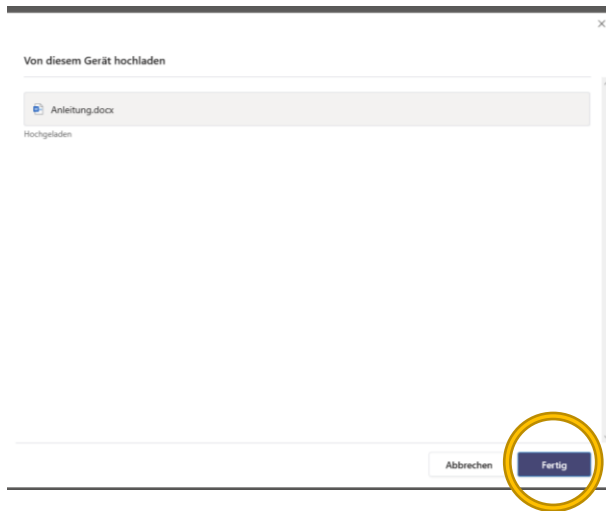 Von diesem Gerät hochladen
Anleitung.docx
Hochgeladen
Abbrechen
Fertig